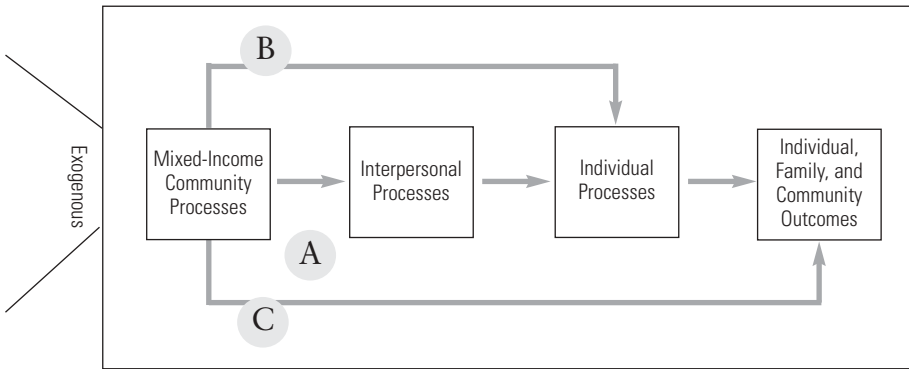 B
Exogenous
Mixed-Income
Community
Processes
Interpersonal
Processes
Individual
Processes
Individual,
Family, and
Community
Outcomes
A
C